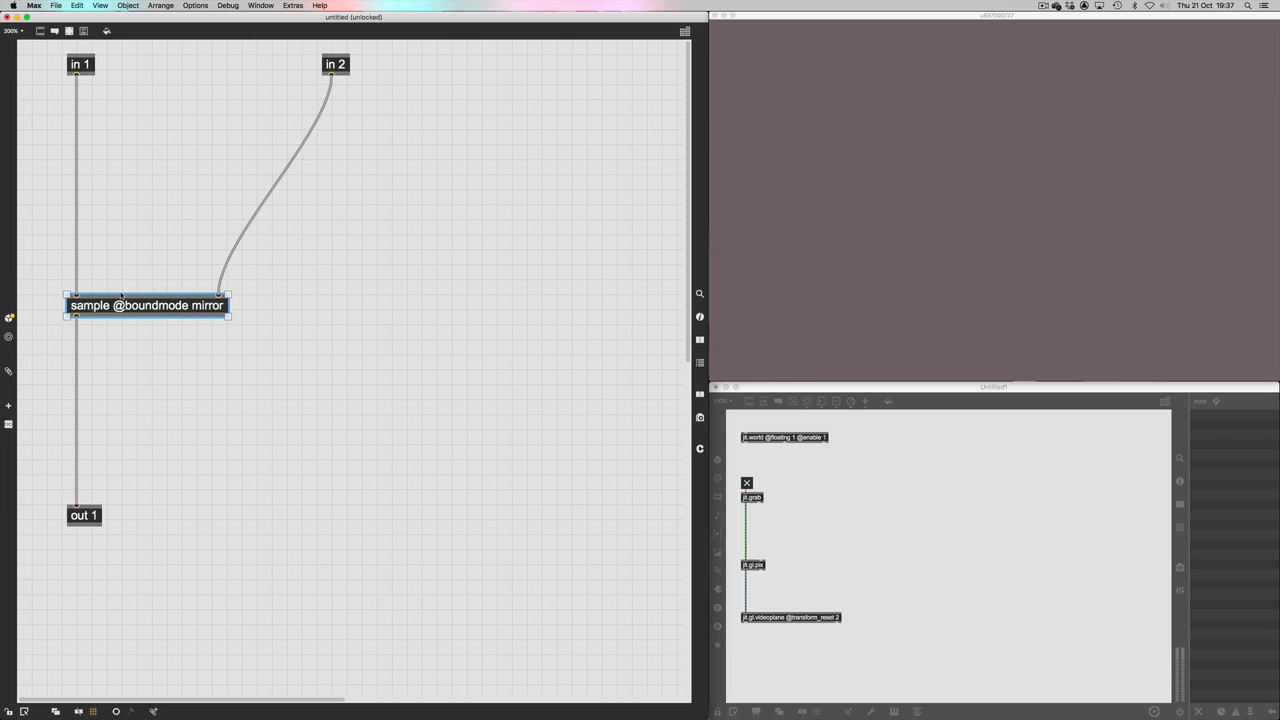 Max File Edit View Object Arrange Options Debug Window Extras Help
Thu 21 Oct 19:37
untitled (unlocked)
200%
in 1
in 2
sample @boundmode mirror
out 1
Untitled1
100%
max
jit.world @floating 1 @enable 1
jit.grab
jit.gl.pix
jit.gl.videoplane @transform_reset 2